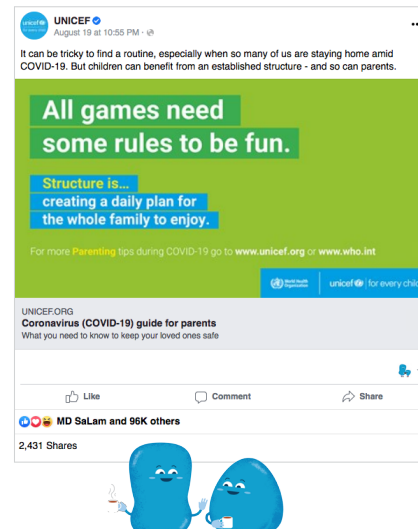 UNICEF
August 19 at 10:55 PM ·
It can be tricky to find a routine, especially when so many of us are staying home amid
COVID-19. But children can benefit from an established structure - and so can parents.
All games need
some rules to be fun.
Structure is...
creating a daily plan for
the whole family to enjoy.
For more Parenting tips during COVID-19 go to www.unicef.org or www.who.int
World Health
Organization
unicef | for every chil
UNICEF.ORG
Coronavirus (COVID-19) guide for parents
What you need to know to keep your loved ones safe
Like
Comment
Share
MD SaLam and 96K others
2,431 Shares